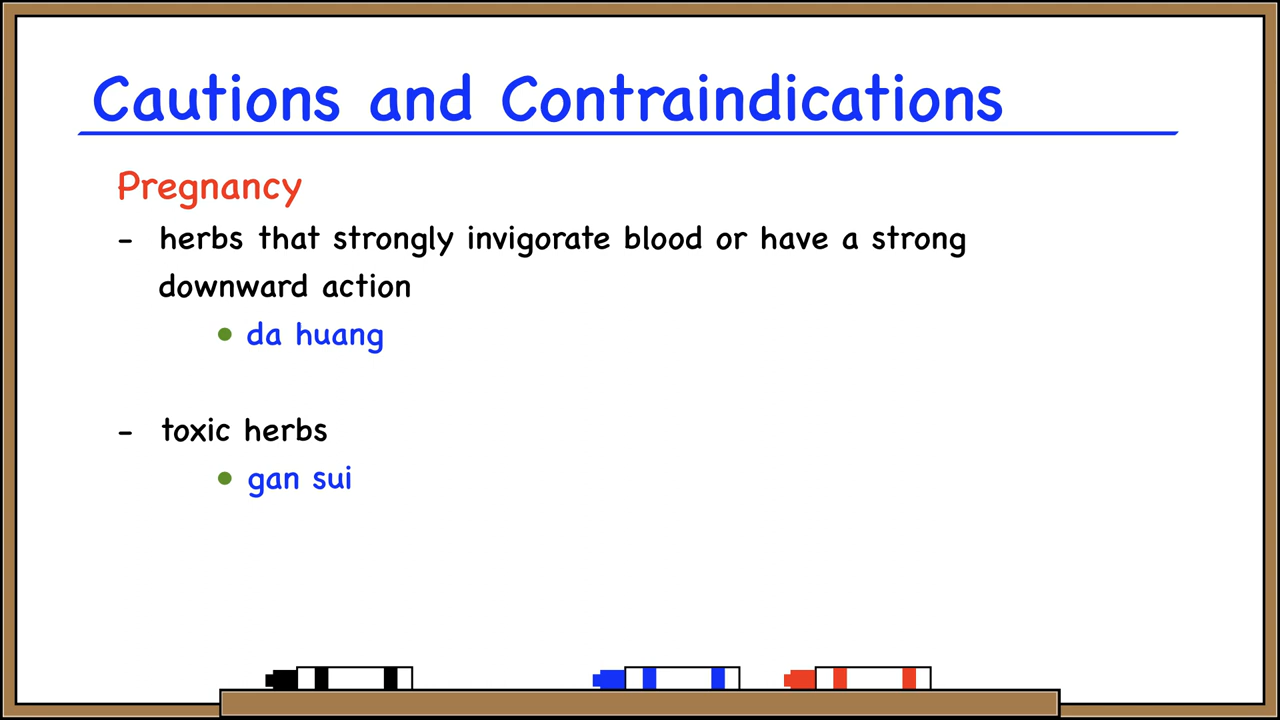 Cautions and Contraindications
Pregnancy
- herbs that strongly invigorate blood or have a strong
downward action
• da huang
- toxic herbs
• gan sui